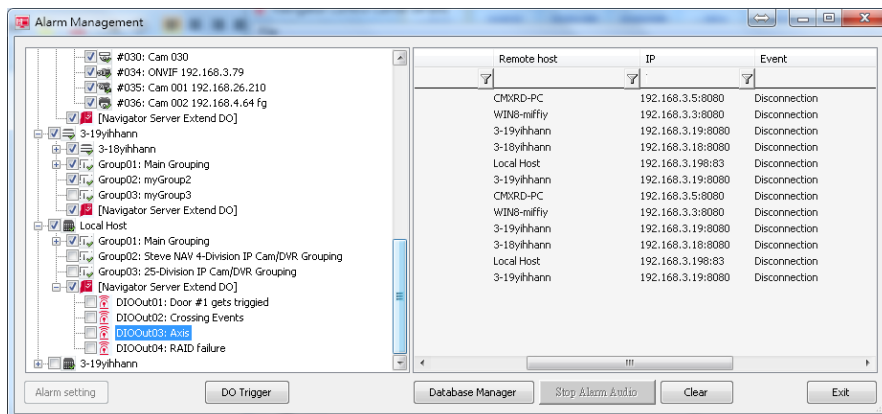 Alarm Management
#030: Cam 030
#034: ONVIF 192.168.3.79
#035: Cam 001 192.168.26.210
#036: Cam 002 192.168.4.64 fg
[Navigator Server Extend DO]
3-19yihhann
3-18yihhann
Group01: Main Grouping
Group02: myGroup2
Group03: myGroup3
[Navigator Server Extend DO]
Local Host
Group01: Main Grouping
Group02: Steve NAV 4-Division IP Cam/DVR Grouping
Group03: 25-Division IP Cam/DVR Grouping
[Navigator Server Extend DO]
DIOOut01: Door #1 gets triggied
DIOOut02: Crossing Events
DIOOut03: Axis
DIOOut04: RAID failure
3-19yihhann
Remote host IP Event
CMXRD-PC 192.168.3.5:8080 Disconnection
WIN8-miffiy 192.168.3.3:8080 Disconnection
3-19yihhann 192.168.3.19:8080 Disconnection
3-18yihhann 192.168.3.18:8080 Disconnection
Local Host 192.168.3.198:83 Disconnection
3-19yihhann 192.168.3.19:8080 Disconnection
CMXRD-PC 192.168.3.5:8080 Disconnection
WIN8-miffiy 192.168.3.3:8080 Disconnection
3-19yihhann 192.168.3.19:8080 Disconnection
3-18yihhann 192.168.3.18:8080 Disconnection
Local Host 192.168.3.198:83 Disconnection
3-19yihhann 192.168.3.19:8080 Disconnection
Alarm setting DO Trigger Database Manager Stop Alarm Audio Clear Exit